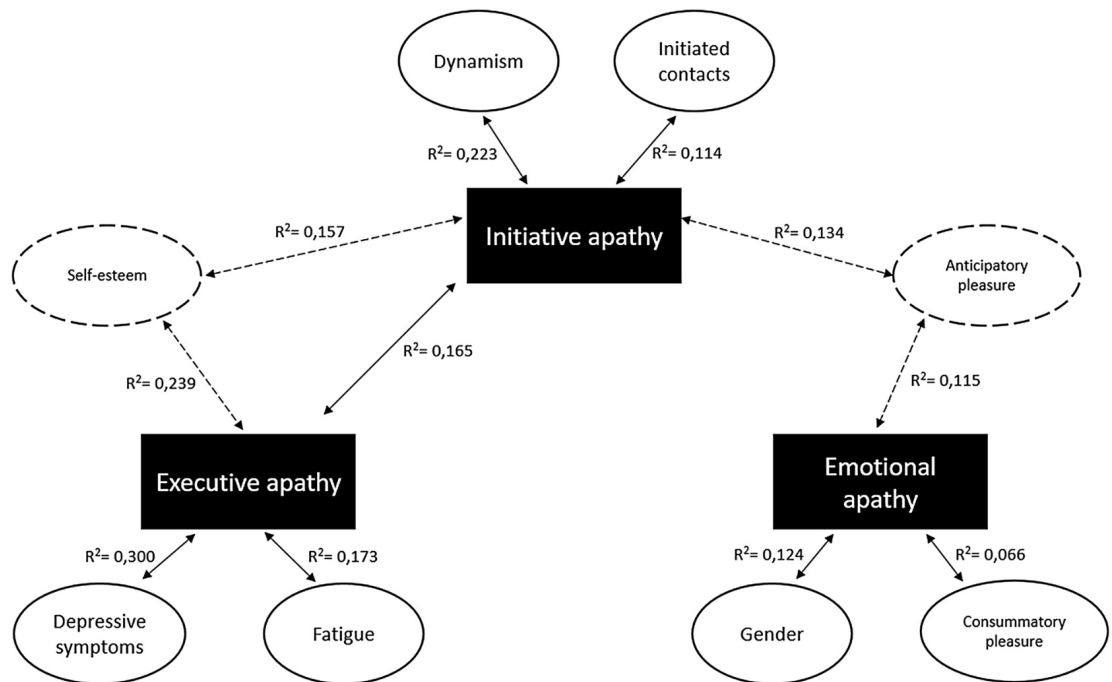 Dynamism
Initiated
contacts
R²= 0,223
R²= 0,114
Initiative apathy
R²= 0,157
R²= 0,134
Self-esteem
Anticipatory
pleasure
R²= 0,165
R²= 0,239
R²= 0,115
Executive apathy
Emotional
apathy
R²= 0,300
R²= 0,173
R²= 0,124
R²= 0,066
Depressive
symptoms
Fatigue
Gender
Consummatory
pleasure